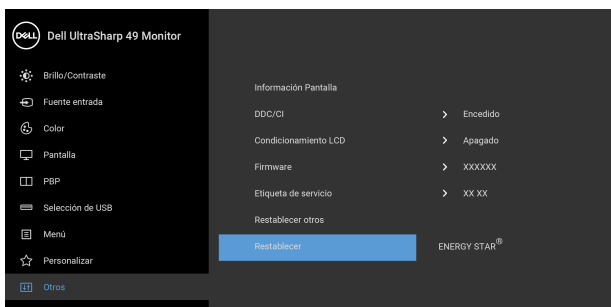 DELL Dell UltraSharp 49 Monitor
Brillo/Contraste
Fuente entrada
Color
Pantalla
PBP
Selección de USB
Menú
Personalizar
Otros
Información Pantalla
DDC/CI > Encedido
Condicionamiento LCD > Apagado
Firmware > XXXXXX
Etiqueta de servicio > XX XX
Restablecer otros
Restablecer ENERGY STAR®